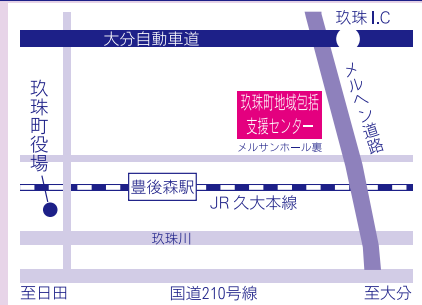 玖珠I.C
大分自動車道
メルヘン道路
玖珠町役場
玖珠町地域包括
支援センター
メルサンホール裏
豊後森駅
JR久大本線
玖珠川
至日田
国道210号線
至大分